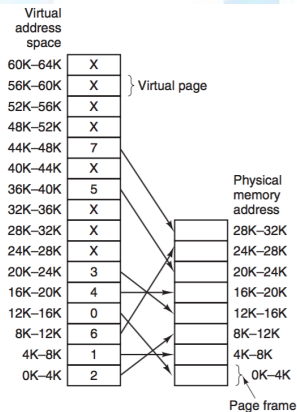 Virtual
address
space
60K–64K X
56K–60K X Virtual page
52K–56K X
48K–52K X
44K–48K 7
40K–44K X
36K–40K 5
32K–36K X
28K–32K X
24K–28K X
20K–24K 3
16K–20K 4
12K–16K 0
8K–12K 6
4K–8K 1
0K–4K 2
Physical
memory
address
28K–32K
24K–28K
20K–24K
16K–20K
12K–16K
8K–12K
4K–8K
0K–4K
Page frame